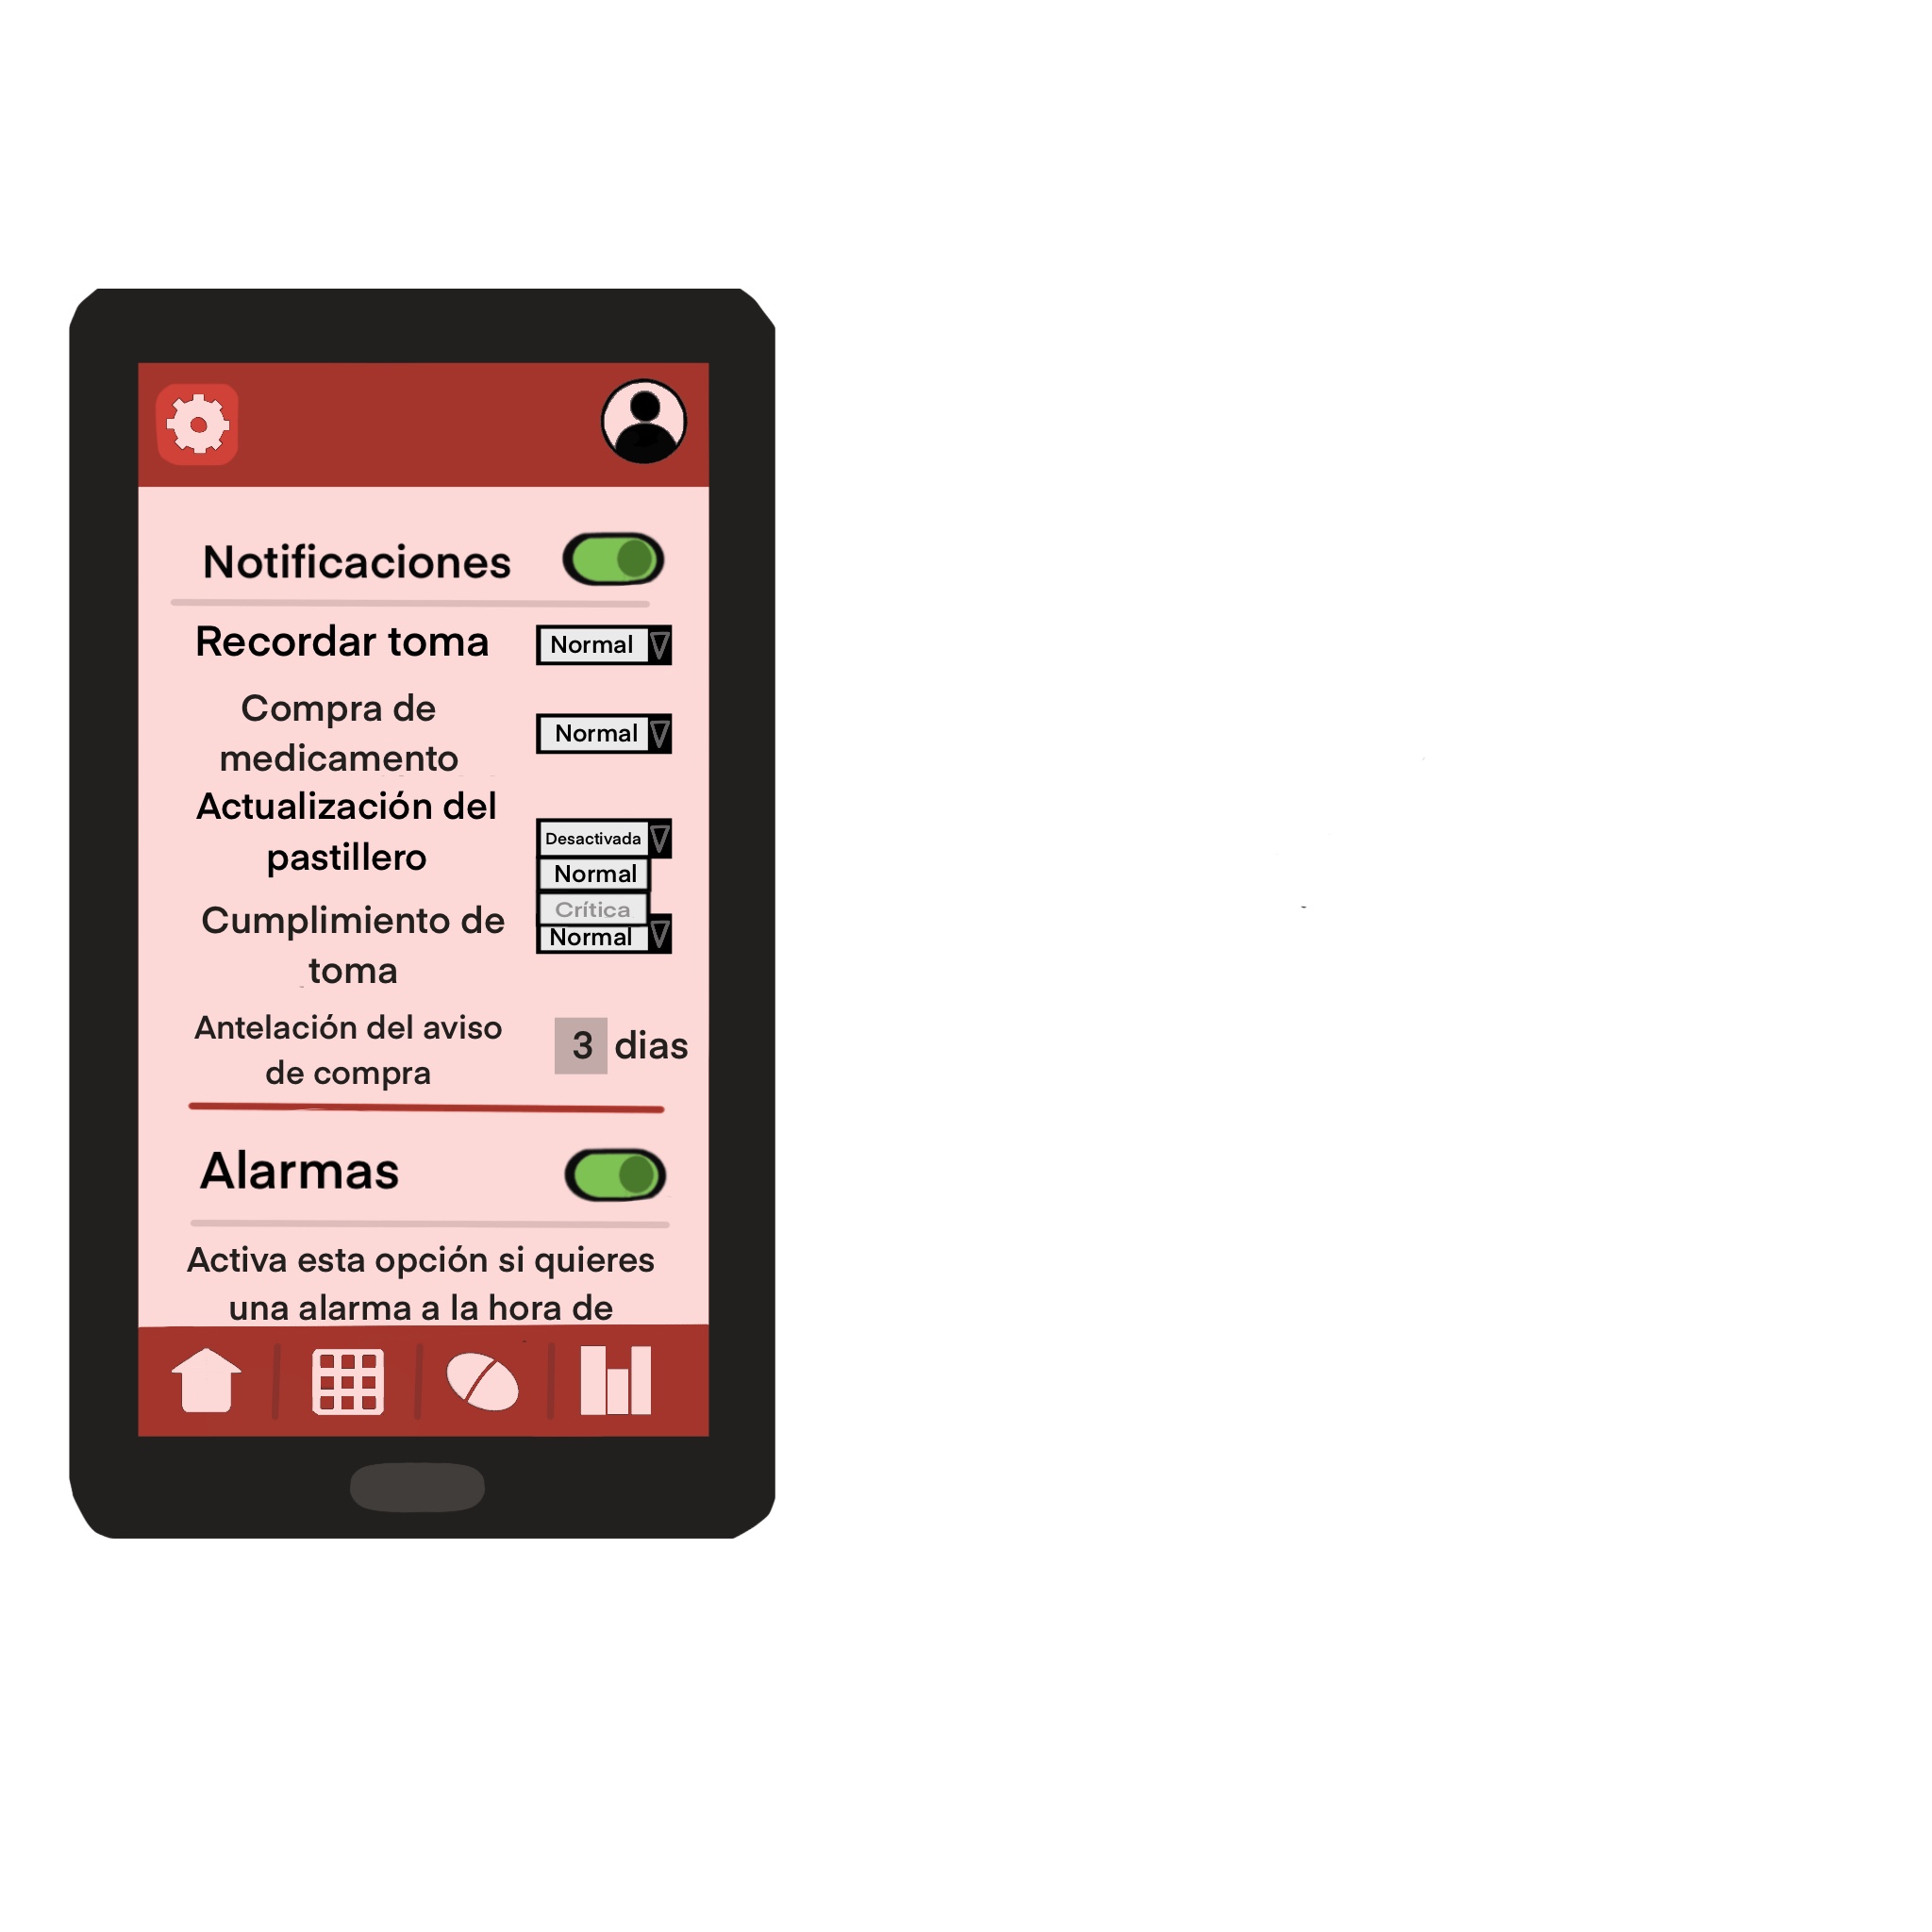 Notificaciones
Recordar toma
Normal
Compra de
medicamento
Normal
Actualización del
pastillero
Desactivada
Normal
Crítica
Cumplimiento de
toma
Normal
Antelación del aviso
de compra
3 dias
Alarmas
Activa esta opción si quieres
una alarma a la hora de